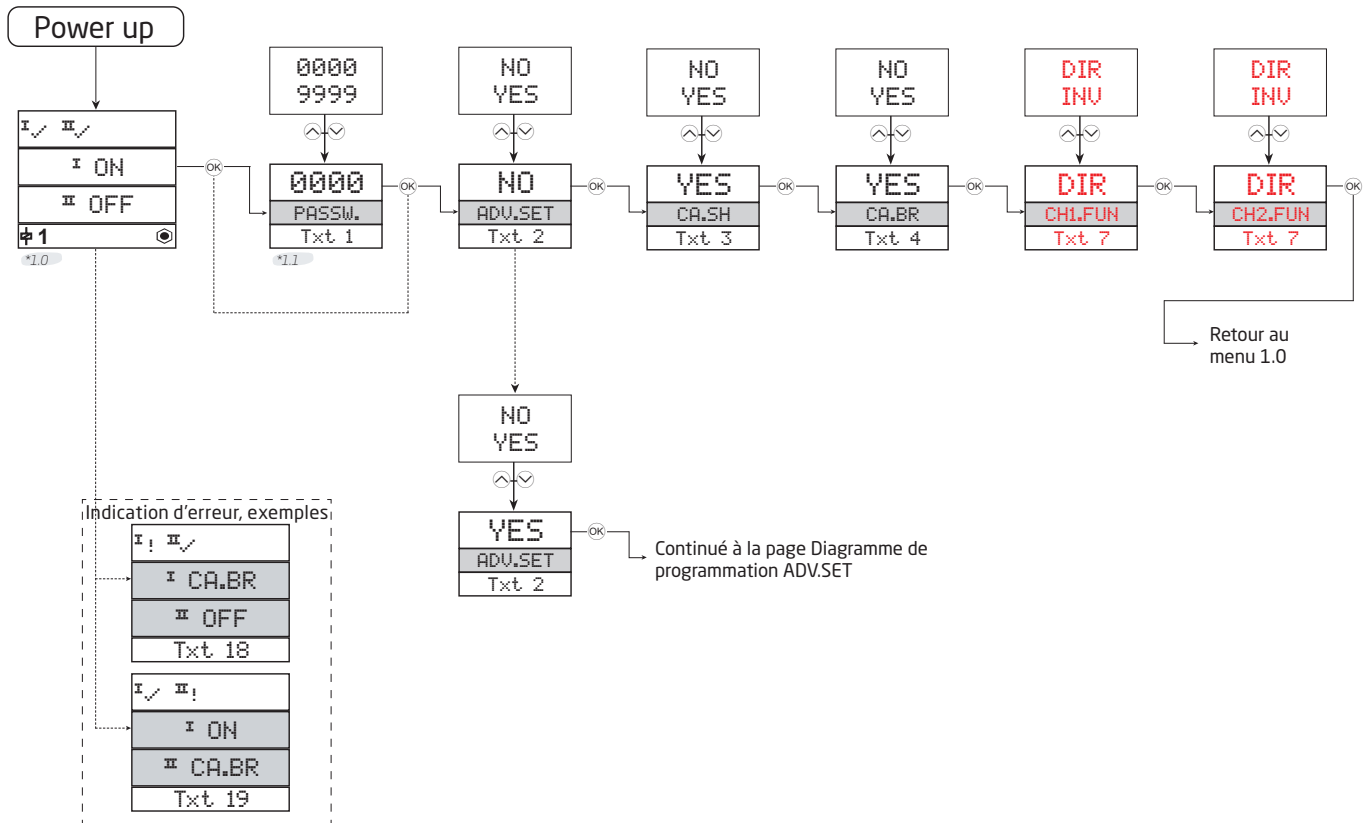 Power up
I✓ II✓
I ON
II OFF
1
*1.0
OK
0000
9999
0000
PASSW.
Txt 1
*1.1
OK
NO
YES
NO
ADV.SET
Txt 2
OK
NO
YES
YES
CA.SH
Txt 3
OK
NO
YES
YES
CA.BR
Txt 4
OK
DIR
INV
DIR
CH1.FUN
Txt 7
OK
DIR
INV
DIR
CH2.FUN
Txt 7
OK
Retour au
menu 1.0
NO
YES
YES
ADV.SET
Txt 2
OK
Continué à la page Diagramme de
programmation ADV.SET
Indication d'erreur, exemples
I! II✓
I CA.BR
II OFF
Txt 18
I✓ II!
I ON
II CA.BR
Txt 19